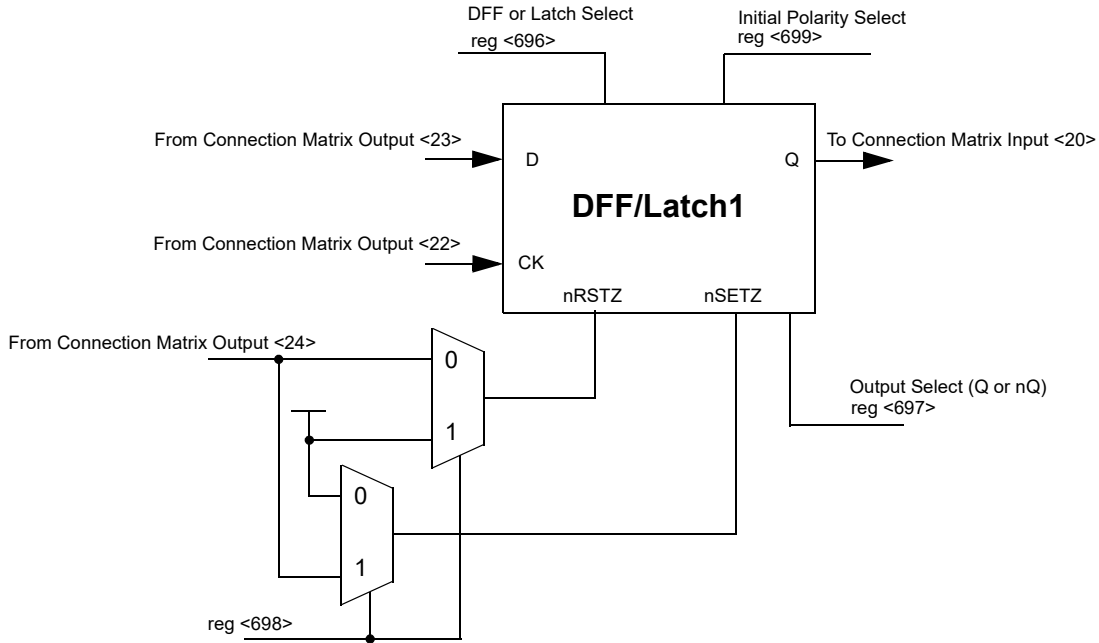 DFF or Latch Select
reg <696>
Initial Polarity Select
reg <699>
From Connection Matrix Output <23>
D
Q
To Connection Matrix Input <20>
DFF/Latch1
From Connection Matrix Output <22>
CK
nRSTZ
nSETZ
From Connection Matrix Output <24>
0
1
Output Select (Q or nQ)
reg <697>
0
1
reg <698>